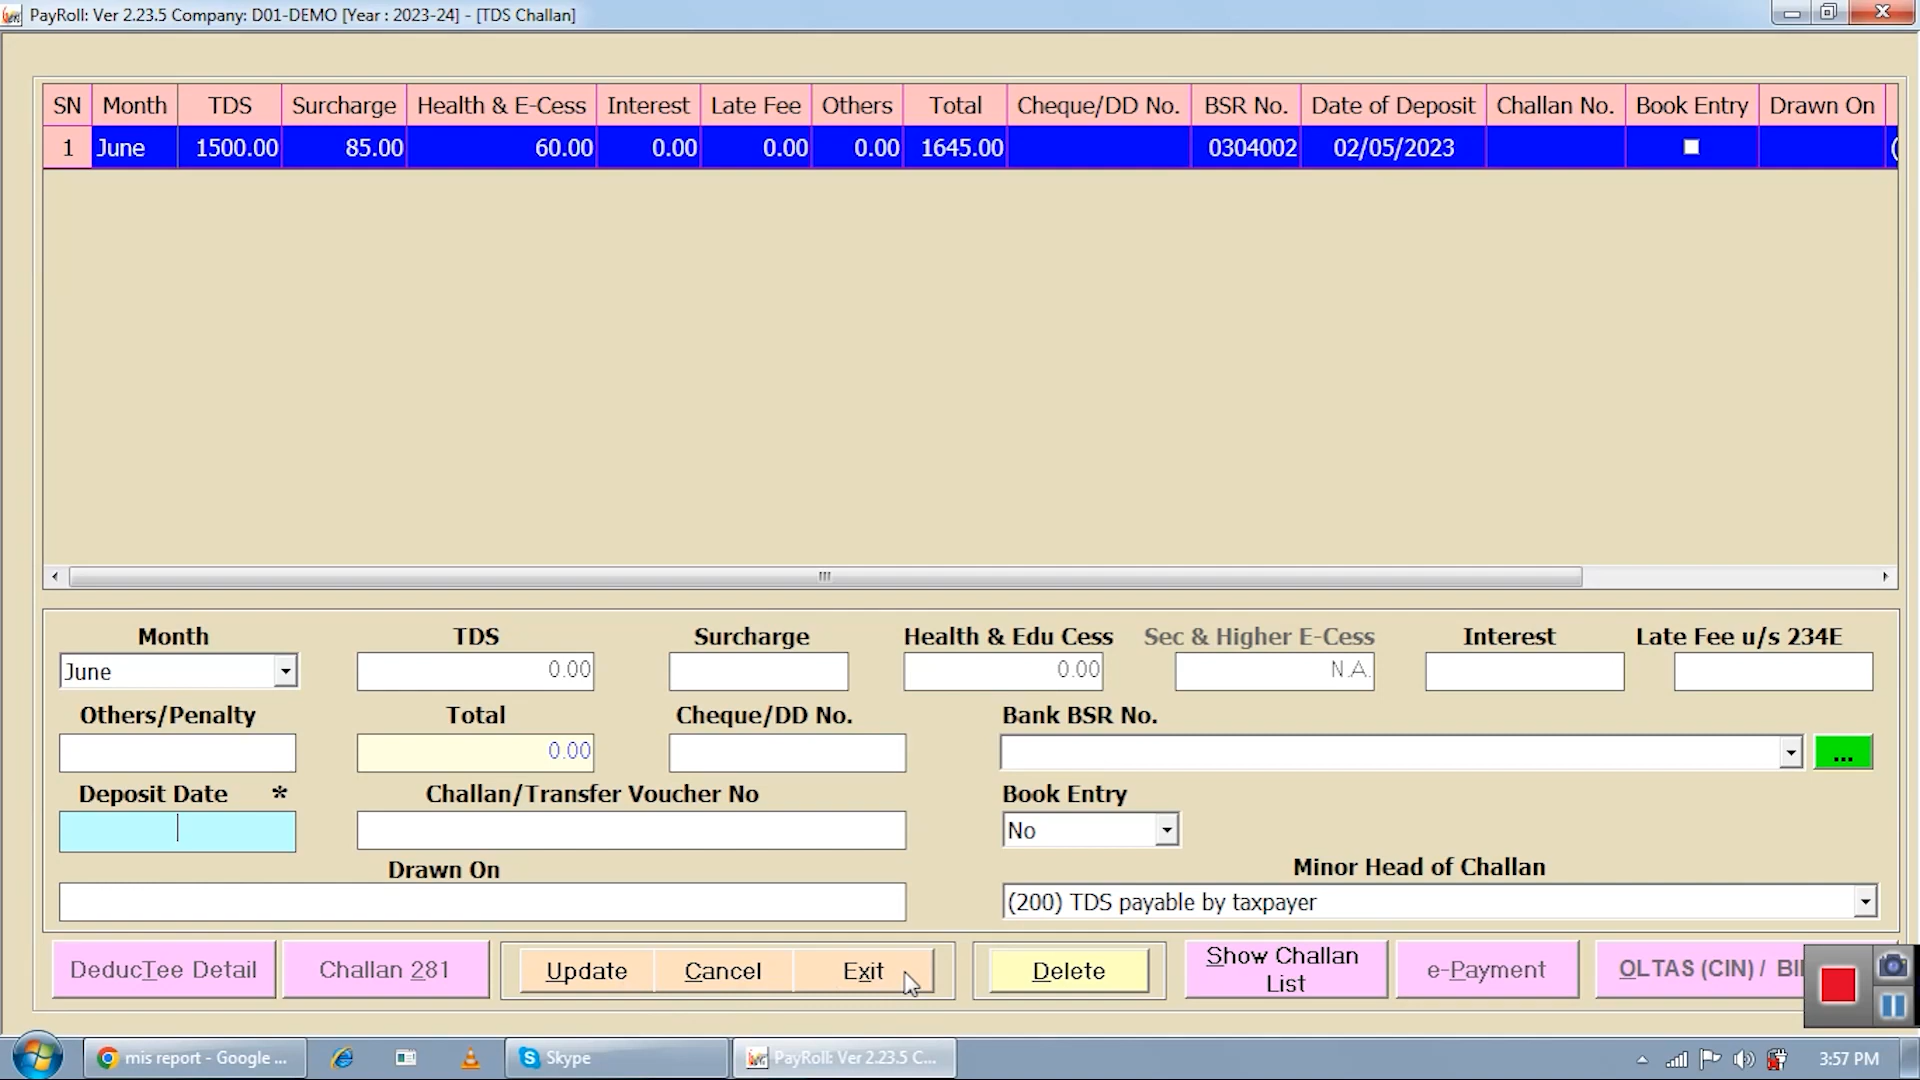 PayRoll: Ver 2.23.5 Company: D01-DEMO [Year : 2023-24] - [TDS Challan]
SN Month TDS Surcharge Health & E-Cess Interest Late Fee Others Total Cheque/DD No. BSR No. Date of Deposit Challan No. Book Entry Drawn On
1 June 1500.00 85.00 60.00 0.00 0.00 0.00 1645.00 0304002 02/05/2023 (
Month TDS Surcharge Health & Edu Cess Sec & Higher E-Cess Interest Late Fee u/s 234E
June 0.00 0.00 N.A.
Others/Penalty Total Cheque/DD No. Bank BSR No.
0.00 ...
Deposit Date * Challan/Transfer Voucher No Book Entry
No
Drawn On Minor Head of Challan
(200) TDS payable by taxpayer
DeducTee Detail Challan 281 Update Cancel Exit Delete Show Challan List e-Payment OLTAS (CIN) /
mis report - Google ... Skype PayRoll: Ver 2.23.5 C... 3:57 PM